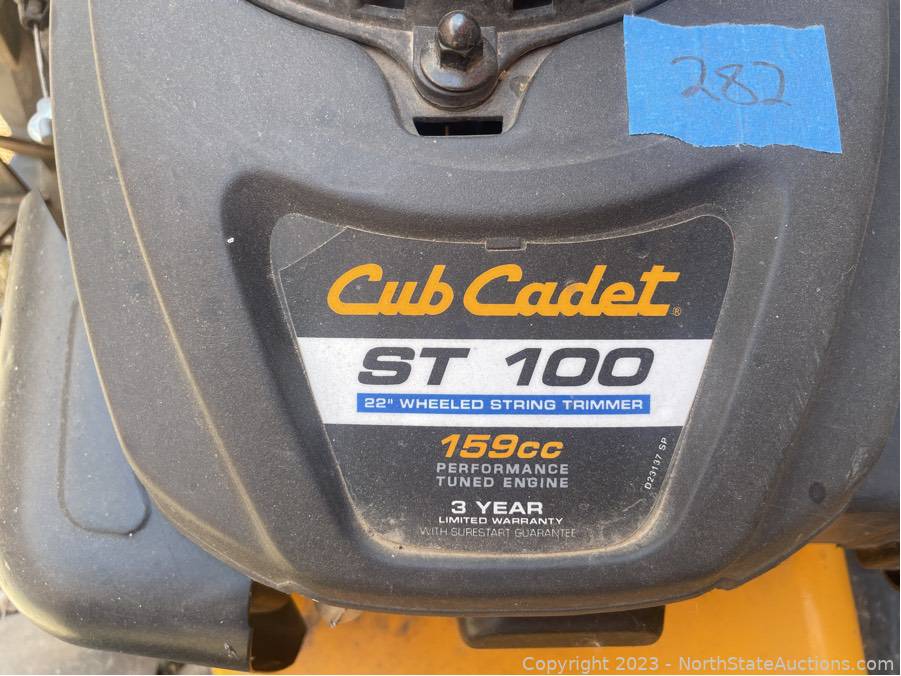 282
Cub Cadet®
ST 100
22" WHEELED STRING TRIMMER
159cc
PERFORMANCE
TUNED ENGINE
3 YEAR
LIMITED WARRANTY
WITH SURESTART GUARANTEE
D23137 SP
Copyright © 2023 - NorthStateAuctions.com